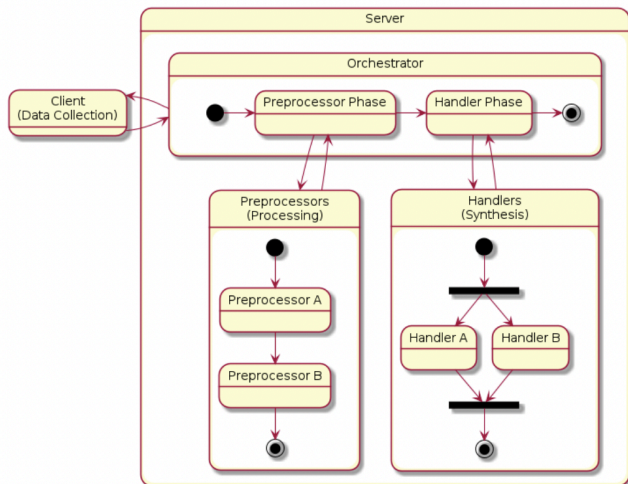 Server
Orchestrator
Client
(Data Collection)
Preprocessor Phase
Handler Phase
Preprocessors
(Processing)
Handlers
(Synthesis)
Preprocessor A
Handler A
Handler B
Preprocessor B